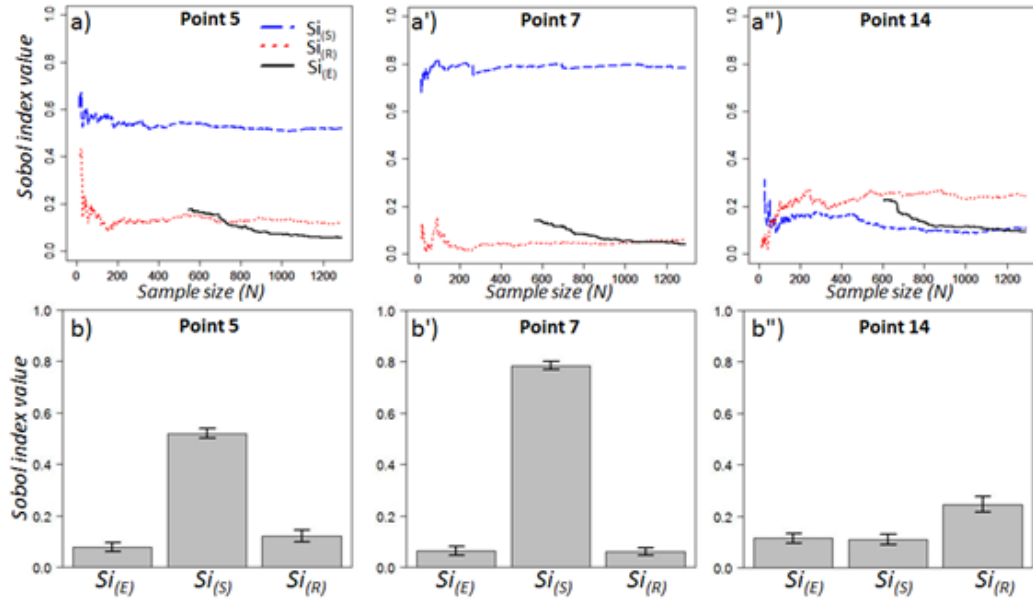 a) Point 5
Si(S)
Si(R)
Si(E)
Sobol index value
0.0 0.2 0.4 0.6 0.8 1.0
0 200 400 600 800 1000 1200
Sample size (N)
a') Point 7
0.0 0.2 0.4 0.6 0.8 1.0
0 200 400 600 800 1000 1200
Sample size (N)
a") Point 14
0.0 0.2 0.4 0.6 0.8 1.0
0 200 400 600 800 1000 1200
Sample size (N)
b) Point 5
Sobol index value
0.0 0.2 0.4 0.6 0.8 1.0
Si(E) Si(S) Si(R)
b') Point 7
0.0 0.2 0.4 0.6 0.8 1.0
Si(E) Si(S) Si(R)
b") Point 14
0.0 0.2 0.4 0.6 0.8 1.0
Si(E) Si(S) Si(R)